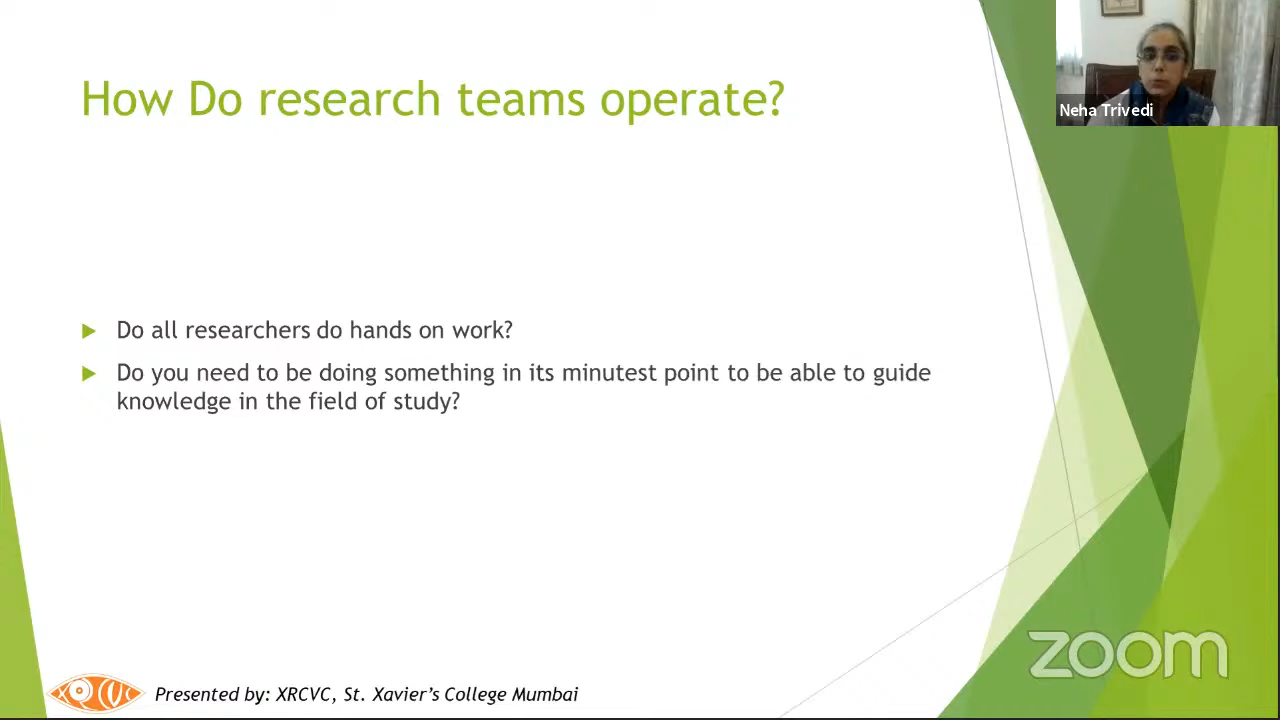 How Do research teams operate?
Neha Trivedi
Do all researchers do hands on work?
Do you need to be doing something in its minutest point to be able to guide
knowledge in the field of study?
XRCVC
Presented by: XRCVC, St. Xavier's College Mumbai
zoom